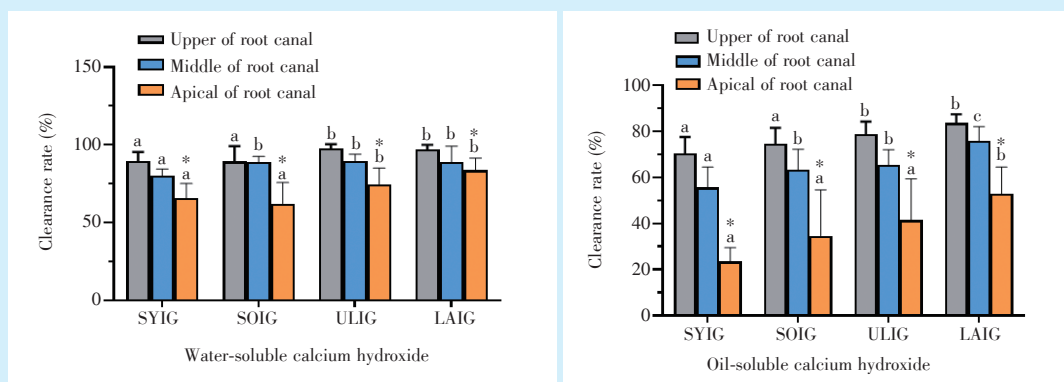 Upper of root canal
Middle of root canal
Apical of root canal
Clearance rate (%)
150
100
50
0
a
a
*
a
a
b
*
a
b
b
*
b
b
b
*
b
SYIG
SOIG
ULIG
LAIG
Water-soluble calcium hydroxide
Upper of root canal
Middle of root canal
Apical of root canal
Clearance rate (%)
100
80
60
40
20
0
a
a
*
a
a
b
*
a
b
b
*
a
b
c
*
b
SYIG
SOIG
ULIG
LAIG
Oil-soluble calcium hydroxide